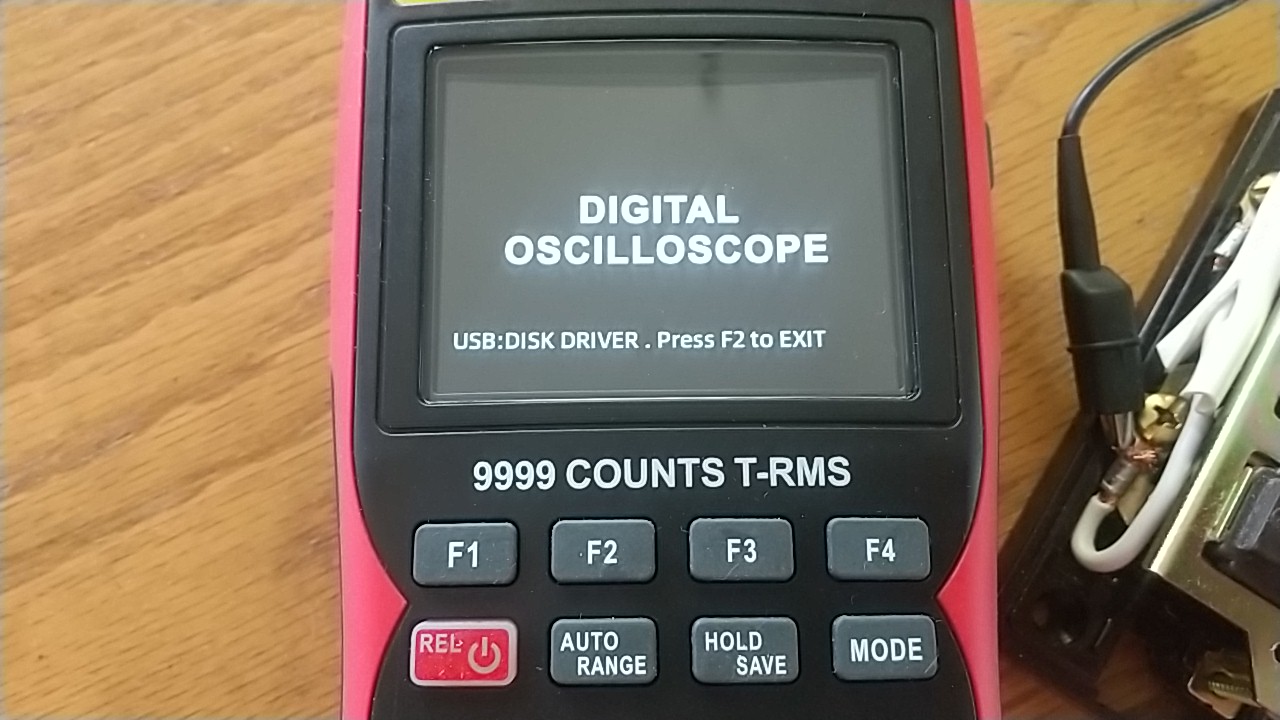 DIGITAL
OSCILLOSCOPE
USB:DISK DRIVER . Press F2 to EXIT
9999 COUNTS T-RMS
F1 F2 F3 F4
REL AUTO RANGE HOLD SAVE MODE